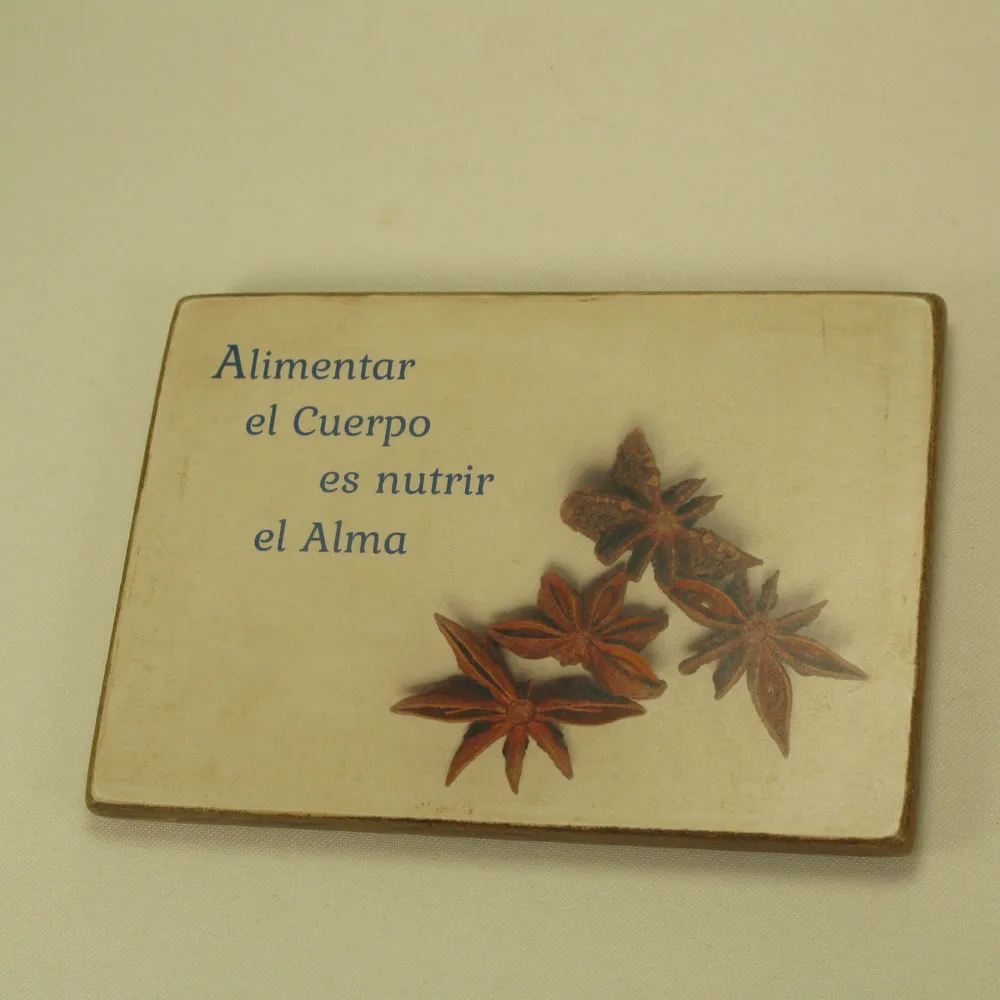 Alimentar
el Cuerpo
es nutrir
el Alma